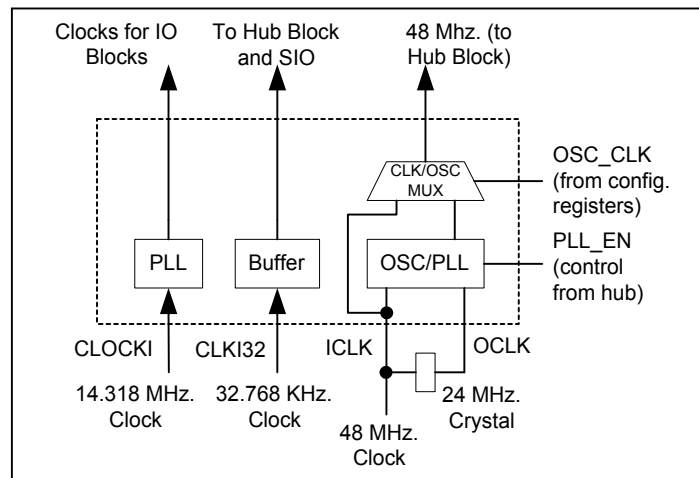 Clocks for IO
Blocks
To Hub Block
and SIO
48 Mhz. (to
Hub Block)
CLK/OSC
MUX
OSC_CLK
(from config.
registers)
PLL
Buffer
OSC/PLL
PLL_EN
(control
from hub)
CLOCKI
CLKI32
ICLK
OCLK
14.318 MHz.
Clock
32.768 KHz.
Clock
48 MHz.
Clock
24 MHz.
Crystal